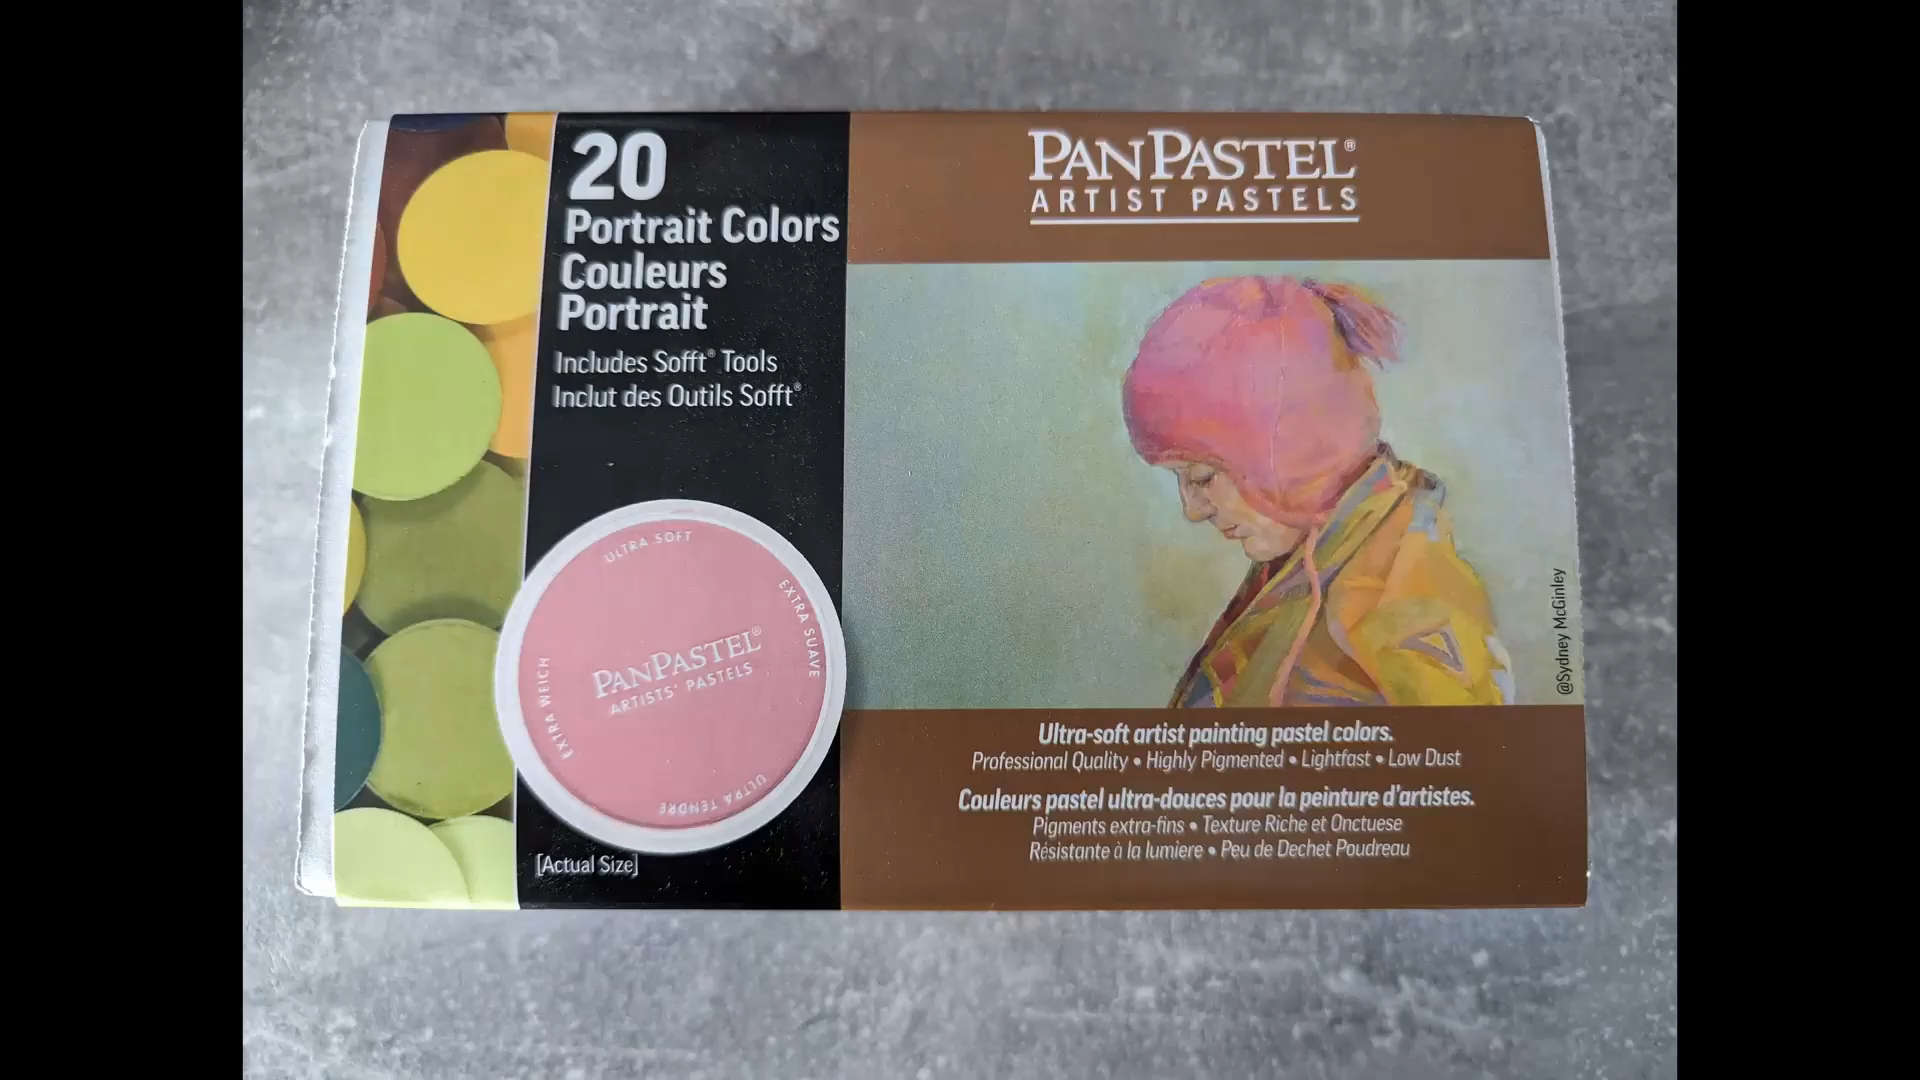 20
Portrait Colors
Couleurs
Portrait
Includes Sofft® Tools
Inclut des Outils Sofft®
ULTRA SOFT
EXTRA SUAVE
PANPASTEL®
ARTISTS' PASTELS
EXTRA WEICH
ULTRA TENDRE
[Actual Size]
PANPASTEL®
ARTIST PASTELS
@Sydney McGinley
Ultra-soft artist painting pastel colors.
Professional Quality • Highly Pigmented • Lightfast • Low Dust
Couleurs pastel ultra-douces pour la peinture d'artistes.
Pigments extra-fins • Texture Riche et Onctuese
Résistante à la lumiere • Peu de Dechet Poudreau